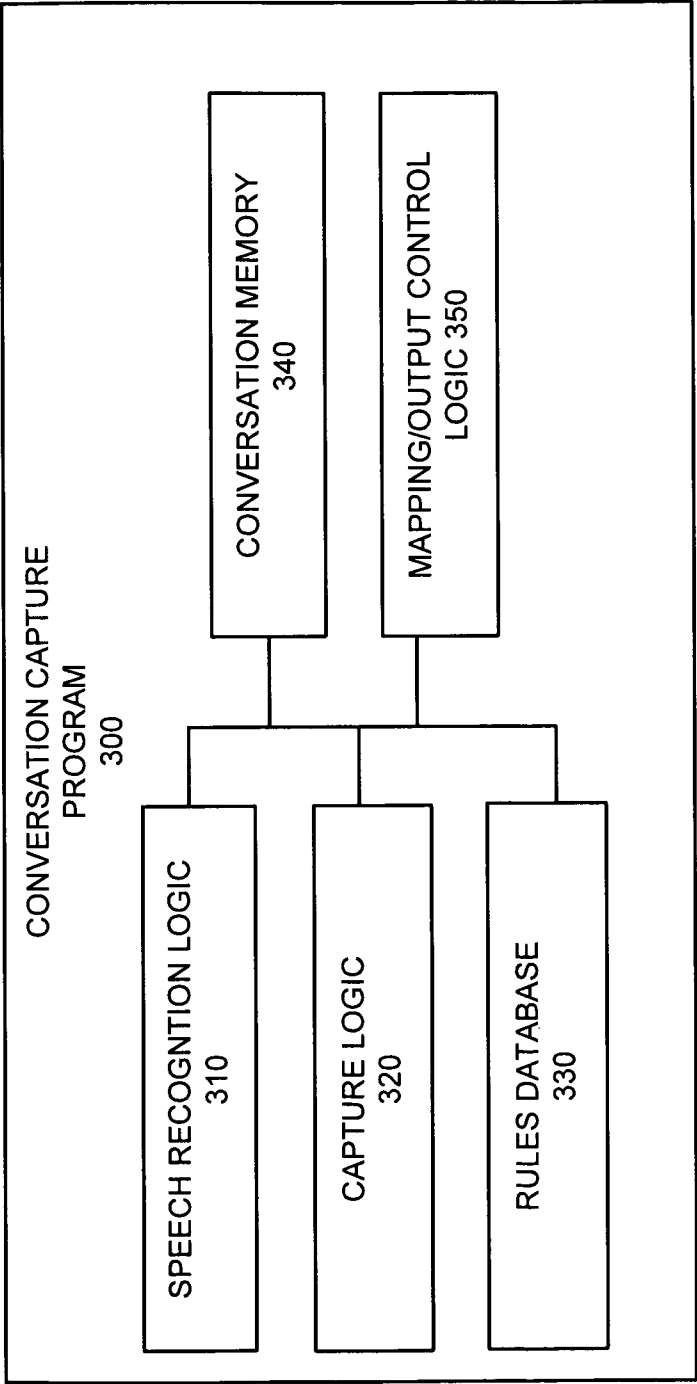 CONVERSATION CAPTURE
PROGRAM
300
SPEECH RECOGNTION LOGIC
310
CAPTURE LOGIC
320
RULES DATABASE
330
CONVERSATION MEMORY
340
MAPPING/OUTPUT CONTROL
LOGIC 350